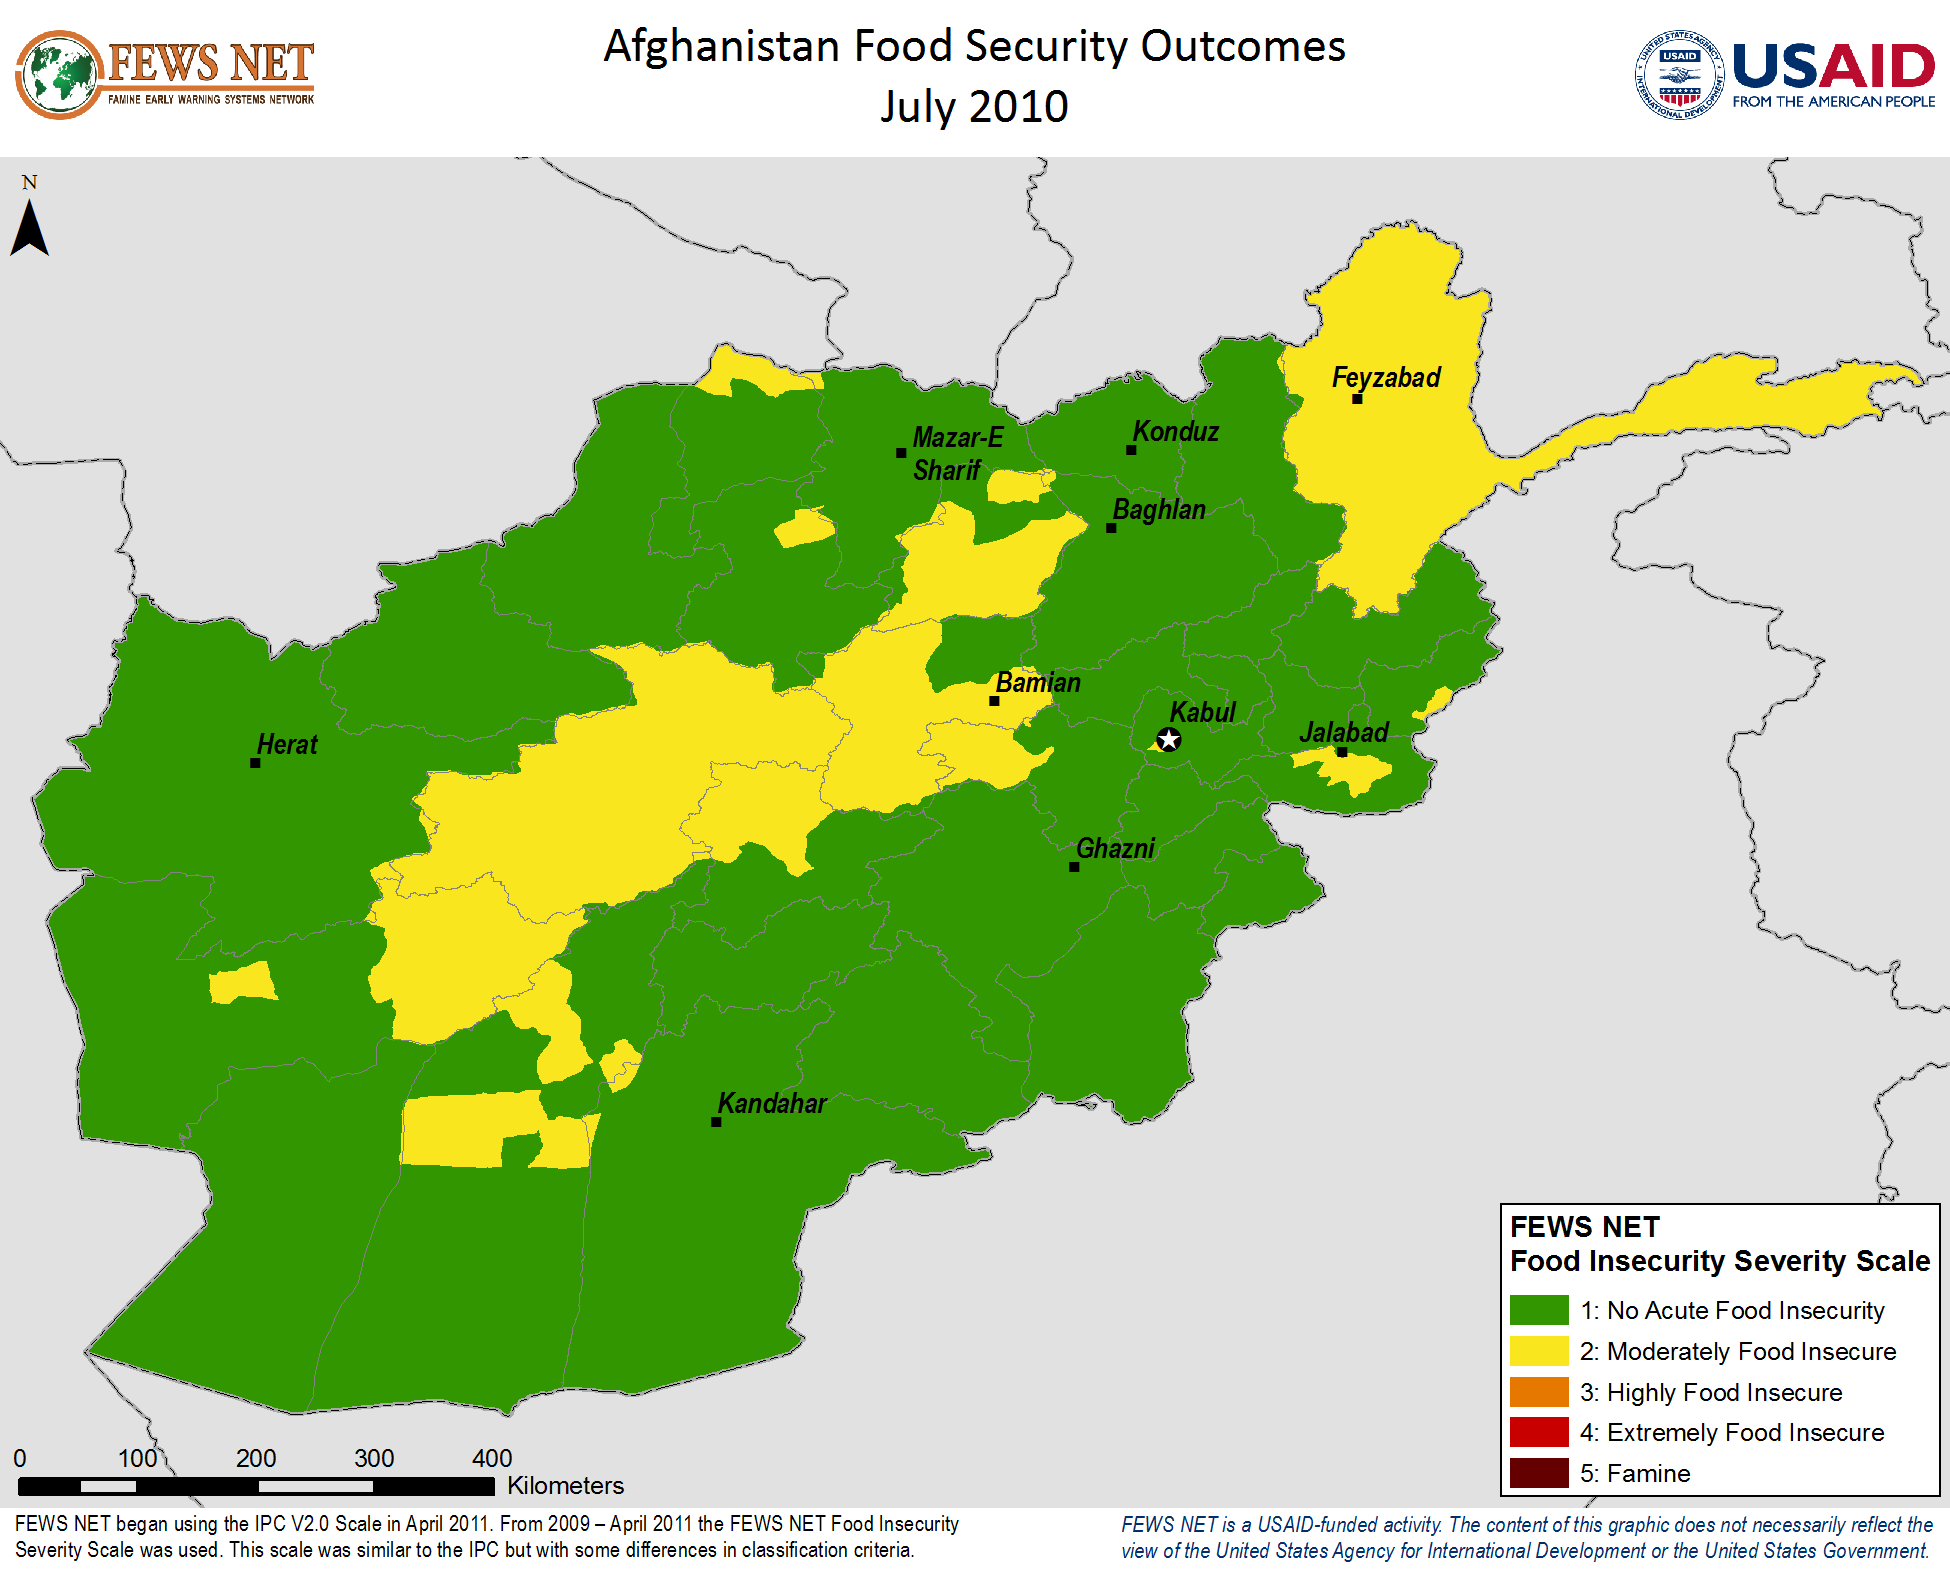 FEWS NET
FAMINE EARLY WARNING SYSTEMS NETWORK
Afghanistan Food Security Outcomes
July 2010
UNITED STATES AGENCY
USAID
INTERNATIONAL DEVELOPMENT
USAID
FROM THE AMERICAN PEOPLE
N
Feyzabad
Mazar-E
Sharif
Konduz
Baghlan
Bamian
Kabul
Jalabad
Herat
Ghazni
Kandahar
FEWS NET
Food Insecurity Severity Scale
1: No Acute Food Insecurity
2: Moderately Food Insecure
3: Highly Food Insecure
4: Extremely Food Insecure
5: Famine
0 100 200 300 400
Kilometers
FEWS NET began using the IPC V2.0 Scale in April 2011. From 2009 – April 2011 the FEWS NET Food Insecurity
Severity Scale was used. This scale was similar to the IPC but with some differences in classification criteria.
FEWS NET is a USAID-funded activity. The content of this graphic does not necessarily reflect the
view of the United States Agency for International Development or the United States Government.